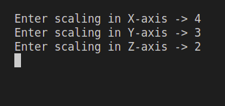 Enter scaling in X-axis -> 4
Enter scaling in Y-axis -> 3
Enter scaling in Z-axis -> 2